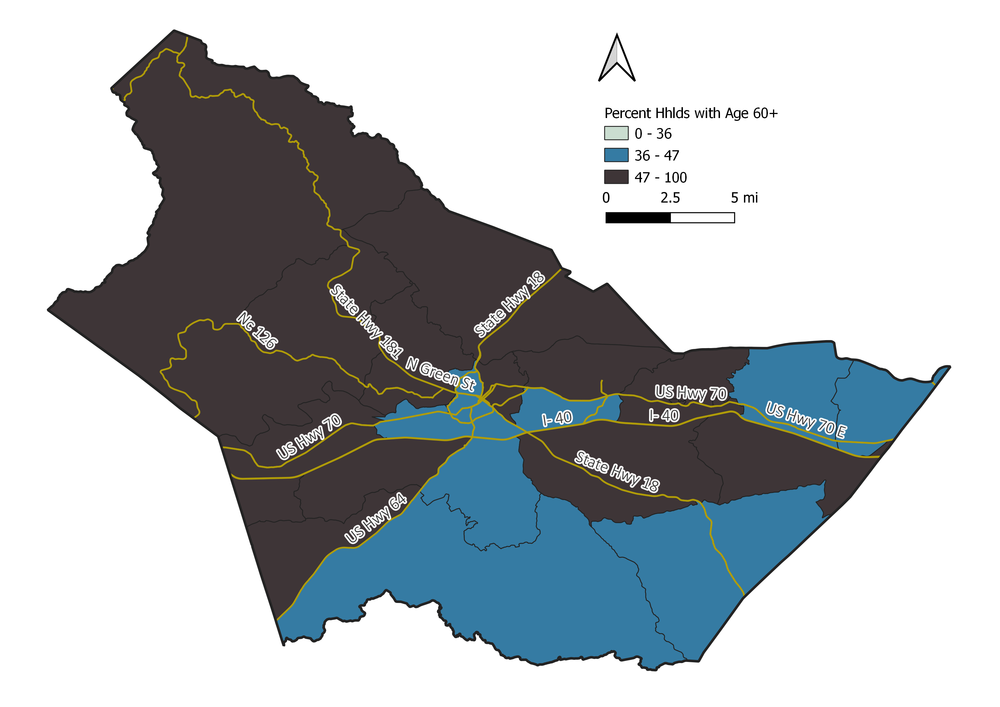 Percent Hhlds with Age 60+
0 - 36
36 - 47
47 - 100
0 2.5 5 mi
State Hwy 18
State Hwy 181
Nc 126
N Green St
US Hwy 70
I- 40
I- 40
US Hwy 70 E
US Hwy 70
State Hwy 18
US Hwy 64